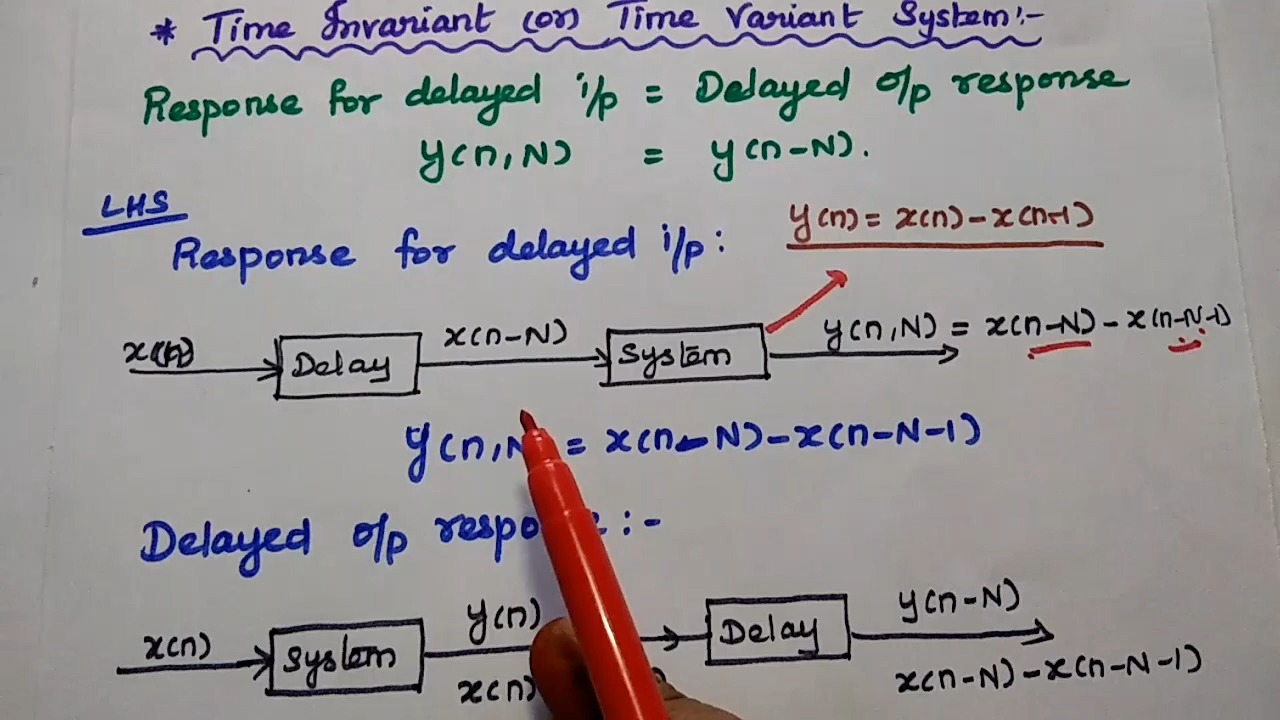 * Time Invariant (or) Time Variant System:-
Response for delayed i/p = Delayed o/p response
y(n,N) = y(n-N).
LHS
Response for delayed i/p:
y(n) = x(n) - x(n-1)
x(n)
Delay
x(n-N)
System
y(n,N) = x(n-N) - x(n-N-1)
y(n,N = x(n-N) - x(n-N-1)
Delayed o/p :-
x(n)
System
y(n)
x(n)
Delay
y(n-N)
x(n-N) - x(n-N-1)